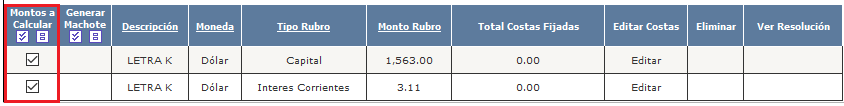 Montos a Calcular Generar Machote Descripción Moneda Tipo Rubro Monto Rubro Total Costas Fijadas Editar Costas Eliminar Ver Resolución
LETRA K Dólar Capital 1,563.00 0.00 Editar
LETRA K Dólar Interes Corrientes 3.11 0.00 Editar